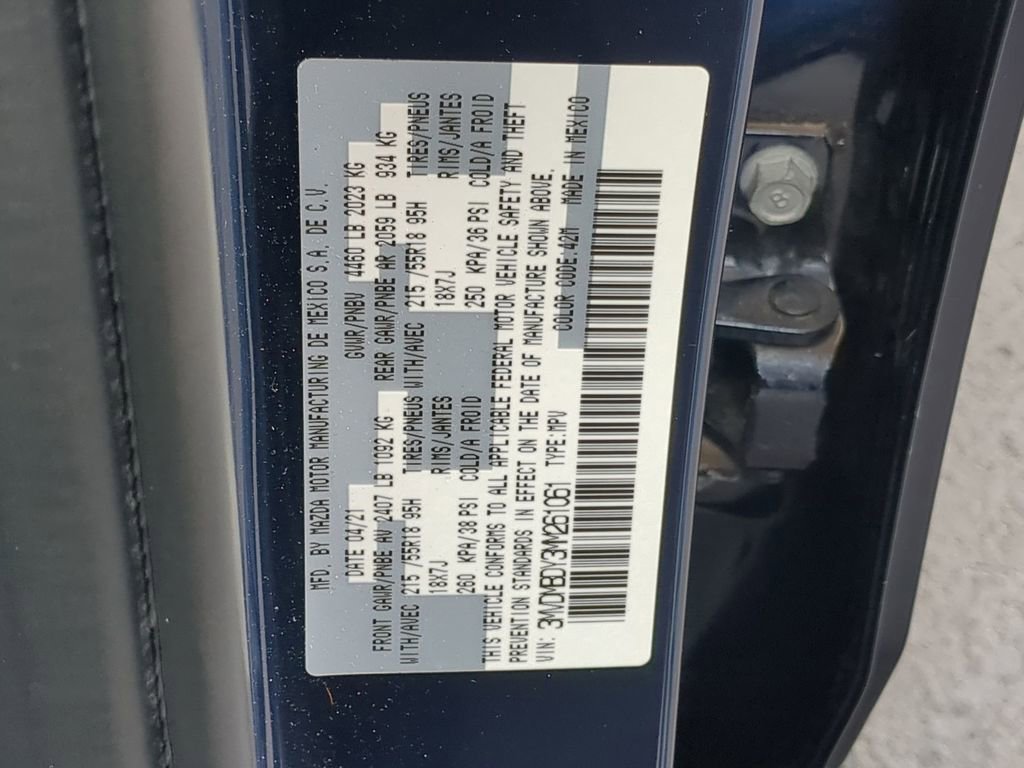 MFD. BY MAZDA MOTOR MANUFACTURING DE MEXICO S.A. DE C.V.
DATE 04/21 GVWR/PNBV 4460 LB 2023 KG
FRONT GAWR/PNBE AV 2407 LB 1092 KG REAR GAWR/PNBE AR 2059 LB 934 KG
WITH/AVEC 215 /55R18 95H TIRES/PNEUS WITH/AVEC 215 /55R18 95H TIRES/PNEUS
18X7J RIMS/JANTES 18X7J RIMS/JANTES
260 KPA/38 PSI COLD/A FROID 250 KPA/36 PSI COLD/A FROID
THIS VEHICLE CONFORMS TO ALL APPLICABLE FEDERAL MOTOR VEHICLE SAFETY AND THEFT
PREVENTION STANDARDS IN EFFECT ON THE DATE OF MANUFACTURE SHOWN ABOVE.
VIN: 3MVDMBDY3MM261061 TYPE:MPV COLOR CODE:42M MADE IN MEXICO
8